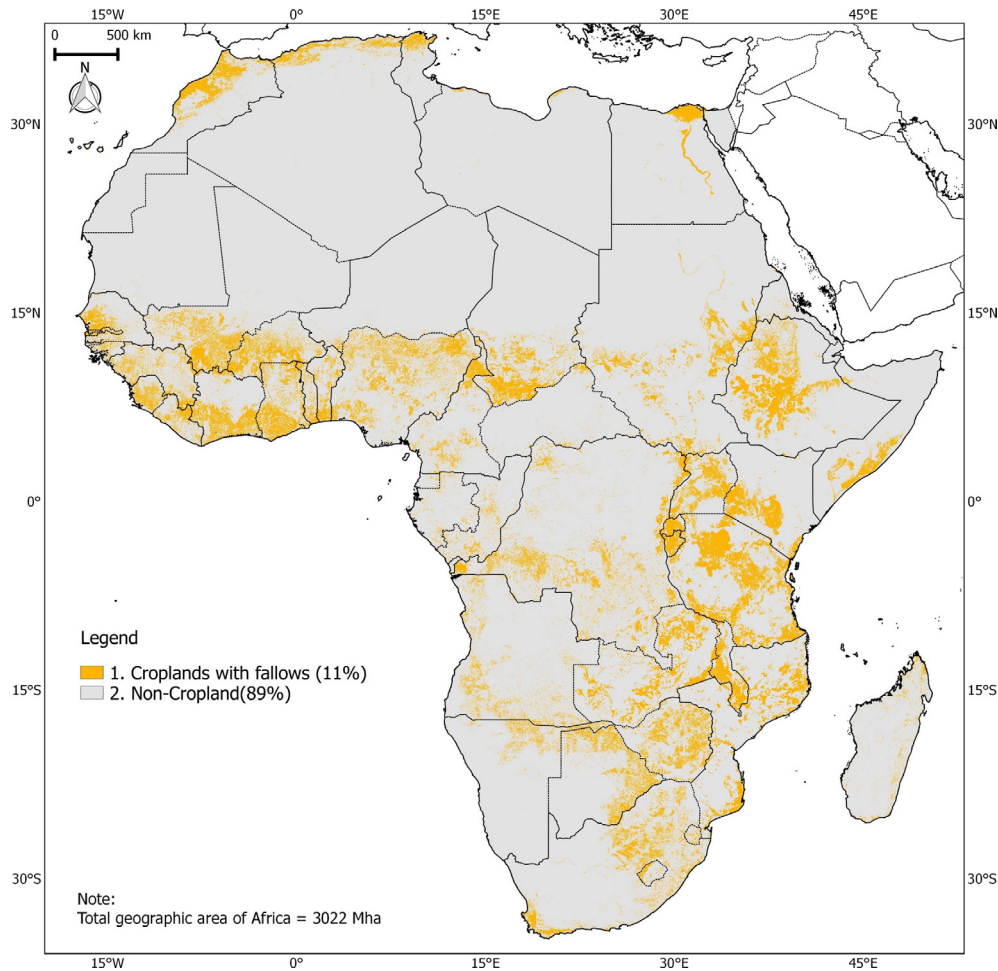 15°W 0° 15°E 30°E 45°E
0 500 km
N
30°N 30°N
15°N 15°N
0° 0°
Legend
1. Croplands with fallows (11%)
2. Non-Cropland(89%)
15°S 15°S
30°S 30°S
Note:
Total geographic area of Africa = 3022 Mha
15°W 0° 15°E 30°E 45°E